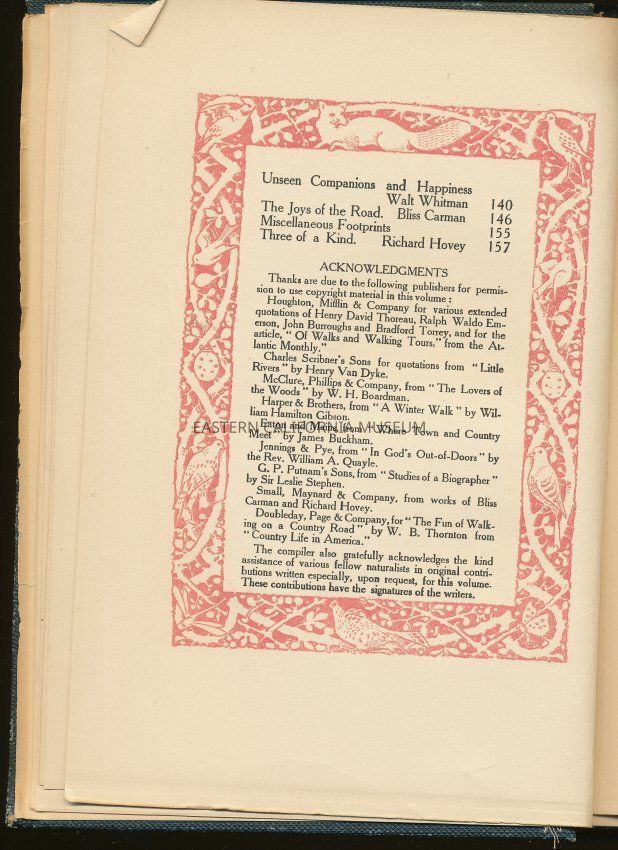 Unseen Companions and Happiness
Walt Whitman 140
The Joys of the Road. Bliss Carman 146
Miscellaneous Footprints 155
Three of a Kind. Richard Hovey 157
ACKNOWLEDGMENTS
Thanks are due to the following publishers for permis-
sion to use copyright material in this volume :
Houghton, Mifflin & Company for various extended
quotations of Henry David Thoreau, Ralph Waldo Em-
erson, John Burroughs and Bradford Torrey, and for the
article, "Of Walks and Walking Tours," from the At-
lantic Monthly."
Charles Scribner's Sons for quotations from "Little
Rivers" by Henry Van Dyke.
McClure, Phillips & Company, from "The Lovers of
the Woods" by W. H. Boardman.
Harper & Brothers, from "A Winter Walk" by Wil-
liam Hamilton Gibson.
Eaton and Mains from "Where Town and Country
EASTERN CALIFORNIA MUSEUM
Meet" by James Buckham.
Jennings & Pye, from "In God's Out-of-Doors" by
the Rev. William A. Quayle.
G. P. Putnam's Sons, from "Studies of a Biographer"
by Sir Leslie Stephen.
Small, Maynard & Company, from works of Bliss
Carman and Richard Hovey.
Doubleday, Page & Company, for "The Fun of Walk-
ing on a Country Road" by W. B. Thornton from
"Country Life in America."
The compiler also gratefully acknowledges the kind
assistance of various fellow naturalists in original contri-
butions written especially, upon request, for this volume.
These contributions have the signatures of the writers.